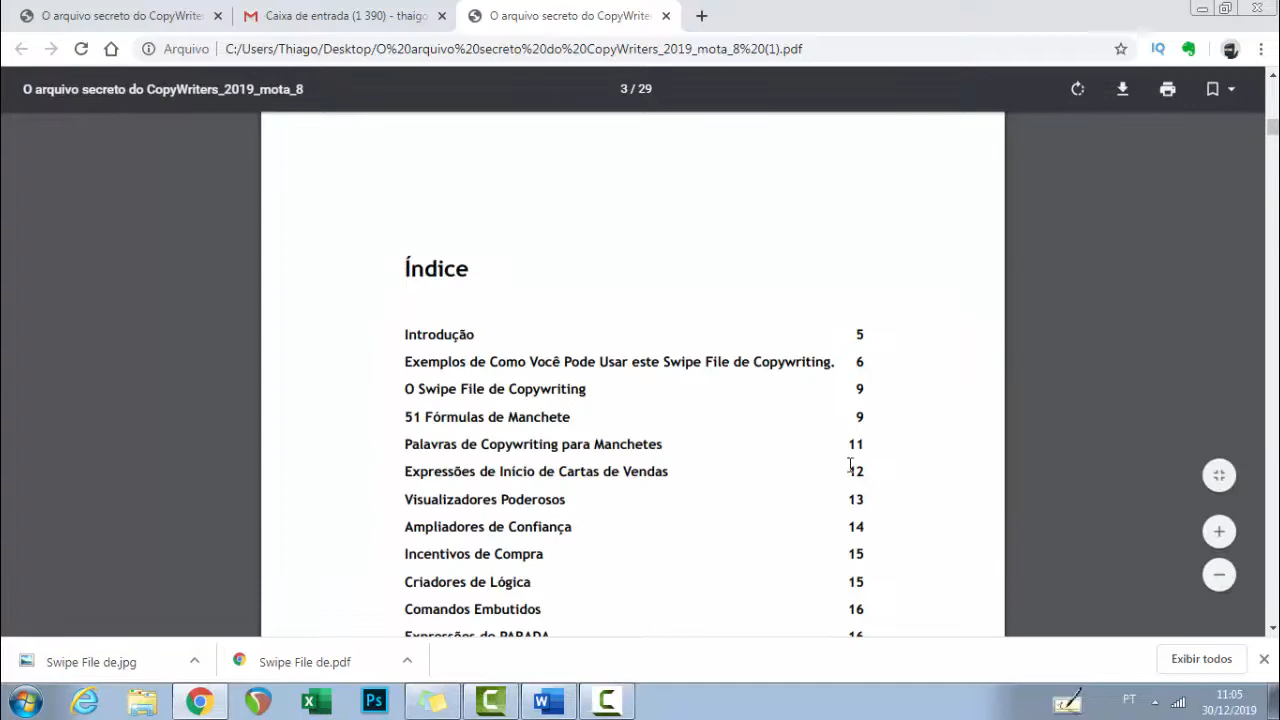 O arquivo secreto do CopyWrite
Caixa de entrada (1 390) - thaigo
O arquivo secreto do CopyWrite
Arquivo
C:/Users/Thiago/Desktop/O%20arquivo%20secreto%20do%20CopyWriters_2019_mota_8%20(1).pdf
O arquivo secreto do CopyWriters_2019_mota_8
3 / 29
Índice
Introdução 5
Exemplos de Como Você Pode Usar este Swipe File de Copywriting. 6
O Swipe File de Copywriting 9
51 Fórmulas de Manchete 9
Palavras de Copywriting para Manchetes 11
Expressões de Início de Cartas de Vendas 12
Visualizadores Poderosos 13
Ampliadores de Confiança 14
Incentivos de Compra 15
Criadores de Lógica 15
Comandos Embutidos 16
Expressões de PARADA 16
Swipe File de.jpg
Swipe File de.pdf
Exibir todos
PT
11:05
30/12/2019